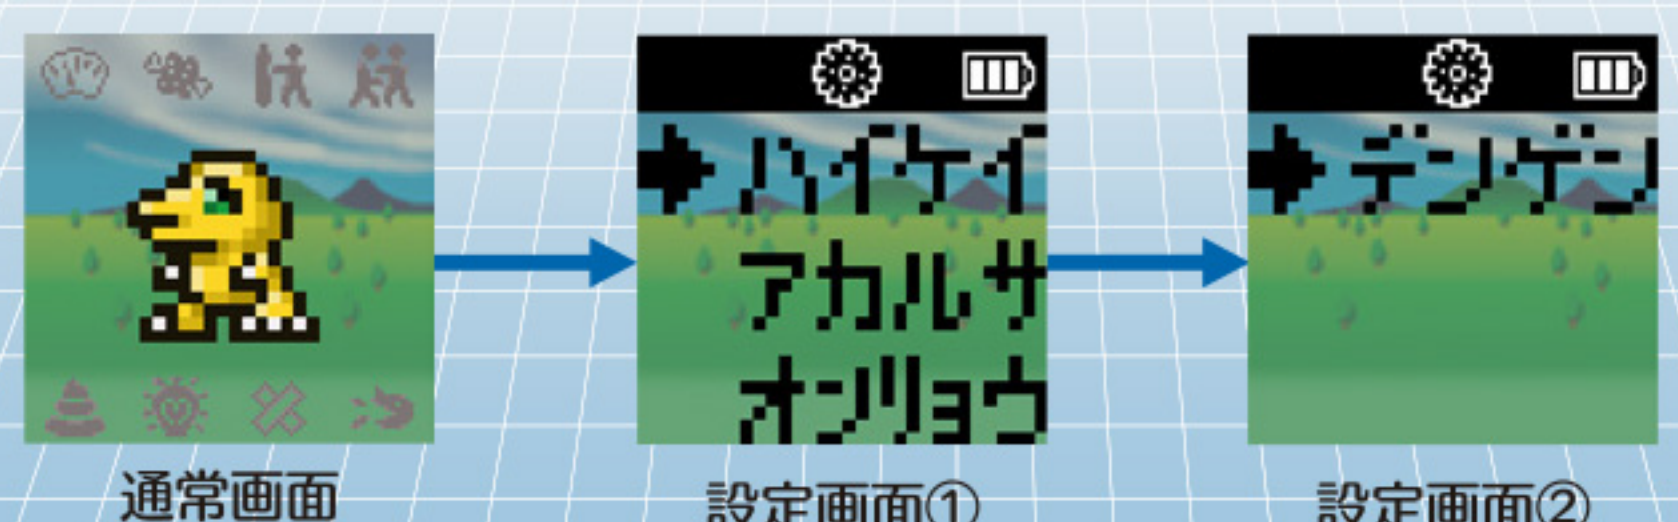 ハイケイ
アカルサ
オンリョウ
デンゲン
通常画面
設定画面①
設定画面②